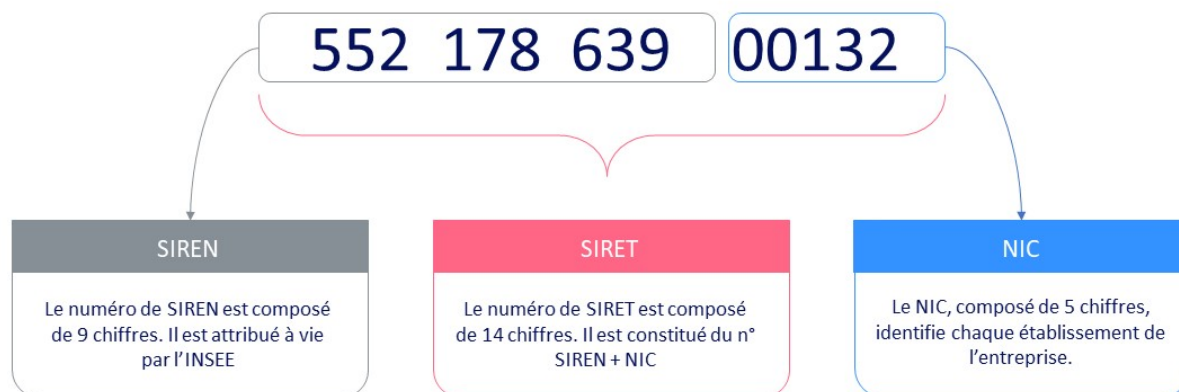 552 178 639 00132
SIREN
Le numéro de SIREN est composé
de 9 chiffres. Il est attribué à vie
par l'INSEE
SIRET
Le numéro de SIRET est composé
de 14 chiffres. Il est constitué du n°
SIREN + NIC
NIC
Le NIC, composé de 5 chiffres,
identifie chaque établissement de
l'entreprise.